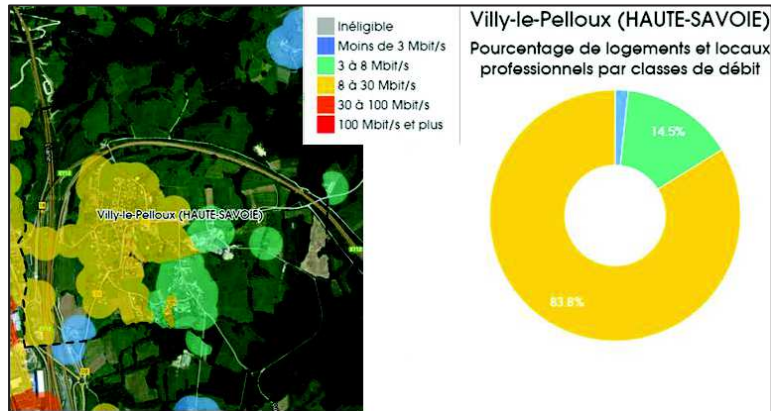 Inéligible
Moins de 3 Mbit/s
3 à 8 Mbit/s
8 à 30 Mbit/s
30 à 100 Mbit/s
100 Mbit/s et plus
Villy-le-Pelloux (HAUTE-SAVOIE)
Pourcentage de logements et locaux
professionnels par classes de débit
14.5%
83.8%
Villy-le-Pelloux (HAUTE-SAVOIE)